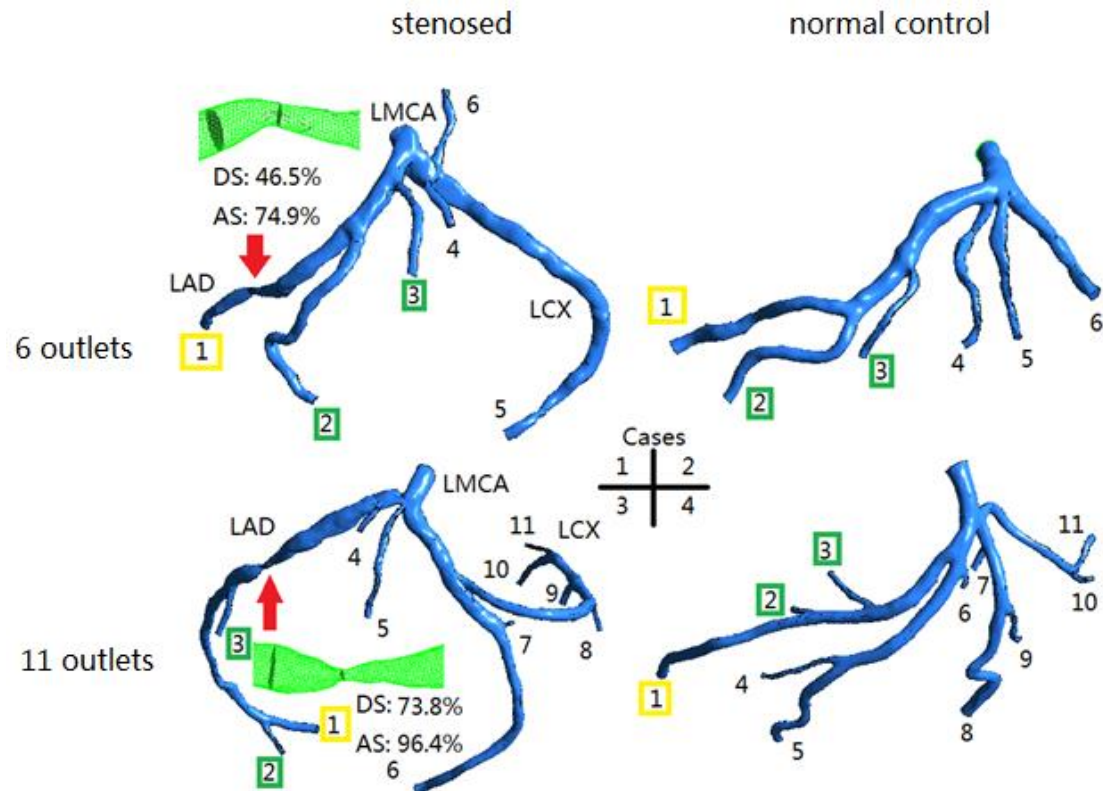 stenosed
normal control
6 outlets
LMCA
6
DS: 46.5%
AS: 74.9%
4
3
LAD
LCX
1
2
5
1
2
3
4
5
6
Cases
1 2
3 4
11 outlets
LMCA
LAD
4
11
LCX
10
9
5
7
8
3
DS: 73.8%
1
AS: 96.4%
2
6
11
3
7
10
2
6
9
1
4
8
5